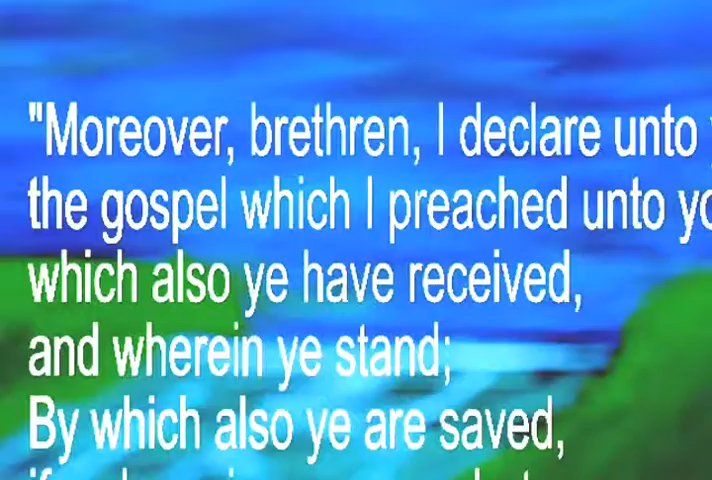 "Moreover, brethren, I declare unto
the gospel which I preached unto yo
which also ye have received,
and wherein ye stand;
By which also ye are saved,